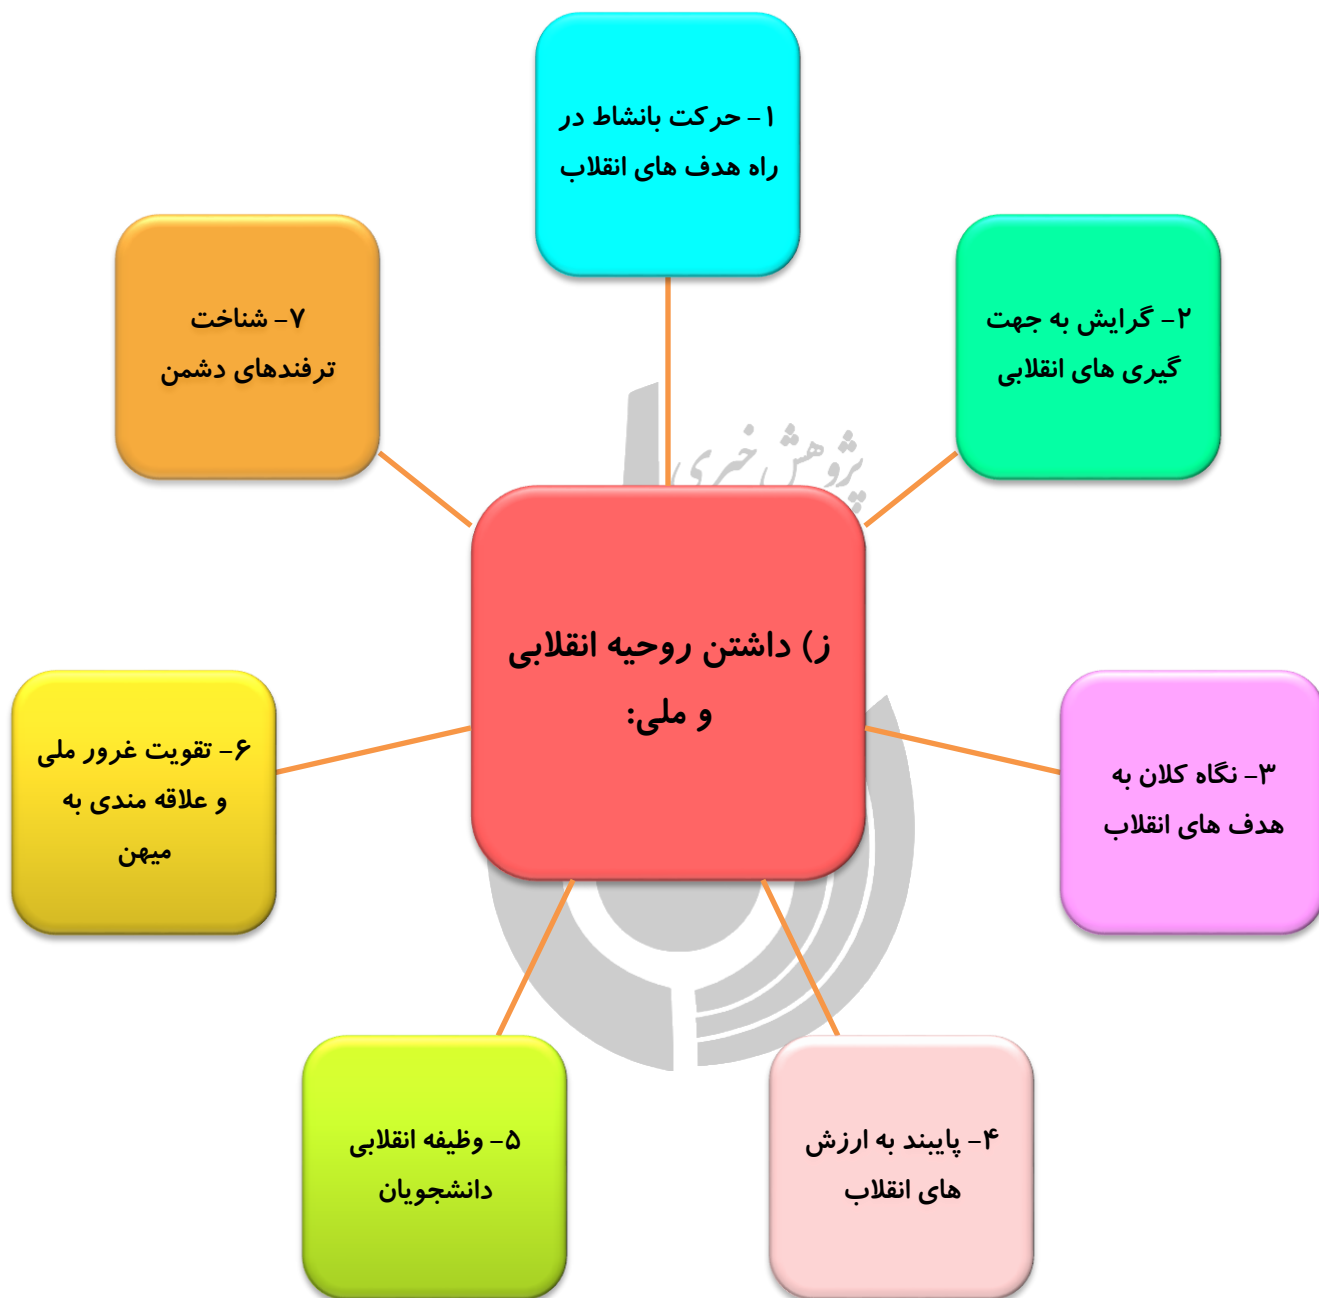 ۱- حرکت بانشاط در
راه هدف های انقلاب
۲- گرایش به جهت
گیری های انقلابی
۳- نگاه کلان به
هدف های انقلاب
۴- پایبند به ارزش
های انقلاب
۵- وظیفه انقلابی
دانشجویان
۶- تقویت غرور ملی
و علاقه مندی به
میهن
۷- شناخت
ترفندهای دشمن
پژوهش خبری
ز) داشتن روحیه انقلابی
و ملی: